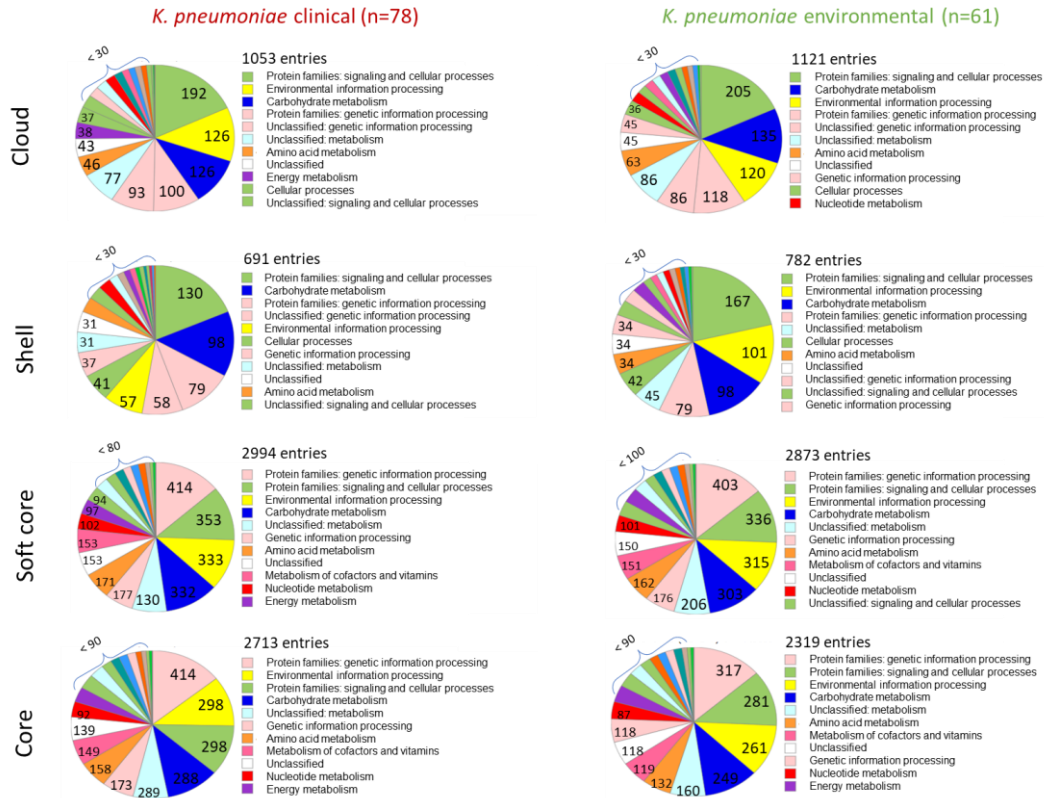 K. pneumoniae clinical (n=78)
K. pneumoniae environmental (n=61)
Cloud
< 30
1053 entries
192
126
126
100
93
77
46
43
38
37
Protein families: signaling and cellular processes
Environmental information processing
Carbohydrate metabolism
Protein families: genetic information processing
Unclassified: genetic information processing
Unclassified: metabolism
Amino acid metabolism
Unclassified
Energy metabolism
Cellular processes
Unclassified: signaling and cellular processes
< 30
1121 entries
205
135
120
118
86
86
63
45
45
36
Protein families: signaling and cellular processes
Carbohydrate metabolism
Environmental information processing
Protein families: genetic information processing
Unclassified: genetic information processing
Unclassified: metabolism
Amino acid metabolism
Unclassified
Genetic information processing
Cellular processes
Nucleotide metabolism
Shell
< 30
691 entries
130
98
79
58
57
41
37
31
31
Protein families: signaling and cellular processes
Carbohydrate metabolism
Protein families: genetic information processing
Unclassified: genetic information processing
Environmental information processing
Cellular processes
Genetic information processing
Unclassified: metabolism
Unclassified
Amino acid metabolism
Unclassified: signaling and cellular processes
< 30
782 entries
167
101
98
79
45
42
34
34
34
Protein families: signaling and cellular processes
Environmental information processing
Carbohydrate metabolism
Protein families: genetic information processing
Unclassified: metabolism
Cellular processes
Amino acid metabolism
Unclassified
Unclassified: genetic information processing
Unclassified: signaling and cellular processes
Genetic information processing
Soft core
< 80
2994 entries
414
353
333
332
130
177
171
153
153
102
97
94
Protein families: genetic information processing
Protein families: signaling and cellular processes
Environmental information processing
Carbohydrate metabolism
Unclassified: metabolism
Genetic information processing
Amino acid metabolism
Unclassified
Metabolism of cofactors and vitamins
Nucleotide metabolism
Energy metabolism
< 100
2873 entries
403
336
315
303
206
176
162
151
150
101
Protein families: genetic information processing
Protein families: signaling and cellular processes
Environmental information processing
Carbohydrate metabolism
Unclassified: metabolism
Genetic information processing
Amino acid metabolism
Metabolism of cofactors and vitamins
Unclassified
Nucleotide metabolism
Unclassified: signaling and cellular processes
Core
< 90
2713 entries
414
298
298
288
289
173
158
149
139
92
Protein families: genetic information processing
Environmental information processing
Protein families: signaling and cellular processes
Carbohydrate metabolism
Unclassified: metabolism
Genetic information processing
Amino acid metabolism
Metabolism of cofactors and vitamins
Unclassified
Nucleotide metabolism
Energy metabolism
< 90
2319 entries
317
281
261
249
160
132
119
118
118
87
Protein families: genetic information processing
Protein families: signaling and cellular processes
Environmental information processing
Carbohydrate metabolism
Unclassified: metabolism
Amino acid metabolism
Metabolism of cofactors and vitamins
Unclassified
Genetic information processing
Nucleotide metabolism
Energy metabolism